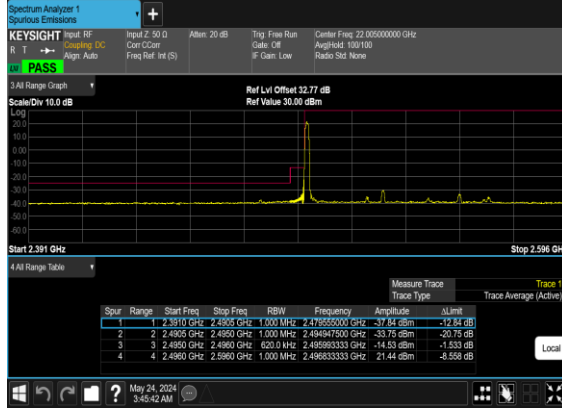 Spectrum Analyzer 1
Spurious Emissions
+
KEYSIGHT Input: RF Input Z: 50 Ω Atten: 20 dB Trig: Free Run Center Freq: 22.005000000 GHz
R T Coupling: DC Corr CCorr Gate: Off Avg|Hold: 100/100
Align: Auto Freq Ref: Int (S) IF Gain: Low Radio Std: None
PASS
3 All Range Graph
Ref Lvl Offset 32.77 dB
Scale/Div 10.0 dB Ref Value 30.00 dBm
Log
20.0
10.0
0.00
-10.0
-20.0
-30.0
-40.0
-50.0
-60.0
Start 2.391 GHz Stop 2.596 GH
4 All Range Table
Measure Trace Trace 1
Trace Type Trace Average (Active)
Spur Range Start Freq Stop Freq RBW Frequency Amplitude ΔLimit
1 1 2.3910 GHz 2.4905 GHz 1.000 MHz 2.479555000 GHz -37.84 dBm -12.84 dB
2 2 2.4905 GHz 2.4950 GHz 1.000 MHz 2.494947500 GHz -33.75 dBm -20.75 dB
3 3 2.4950 GHz 2.4960 GHz 620.0 kHz 2.495993333 GHz -14.53 dBm -1.533 dB
4 4 2.4960 GHz 2.5960 GHz 1.000 MHz 2.496833333 GHz 21.44 dBm -8.558 dB
Local
?
May 24, 2024
3:45:42 AM